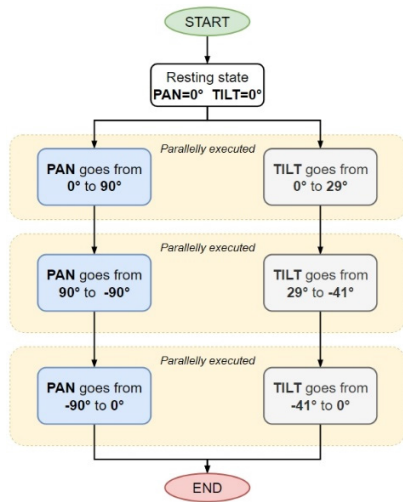 START
Resting state
PAN=0° TILT=0°
Parallelly executed
PAN goes from
0° to 90°
TILT goes from
0° to 29°
Parallelly executed
PAN goes from
90° to -90°
TILT goes from
29° to -41°
Parallelly executed
PAN goes from
-90° to 0°
TILT goes from
-41° to 0°
END